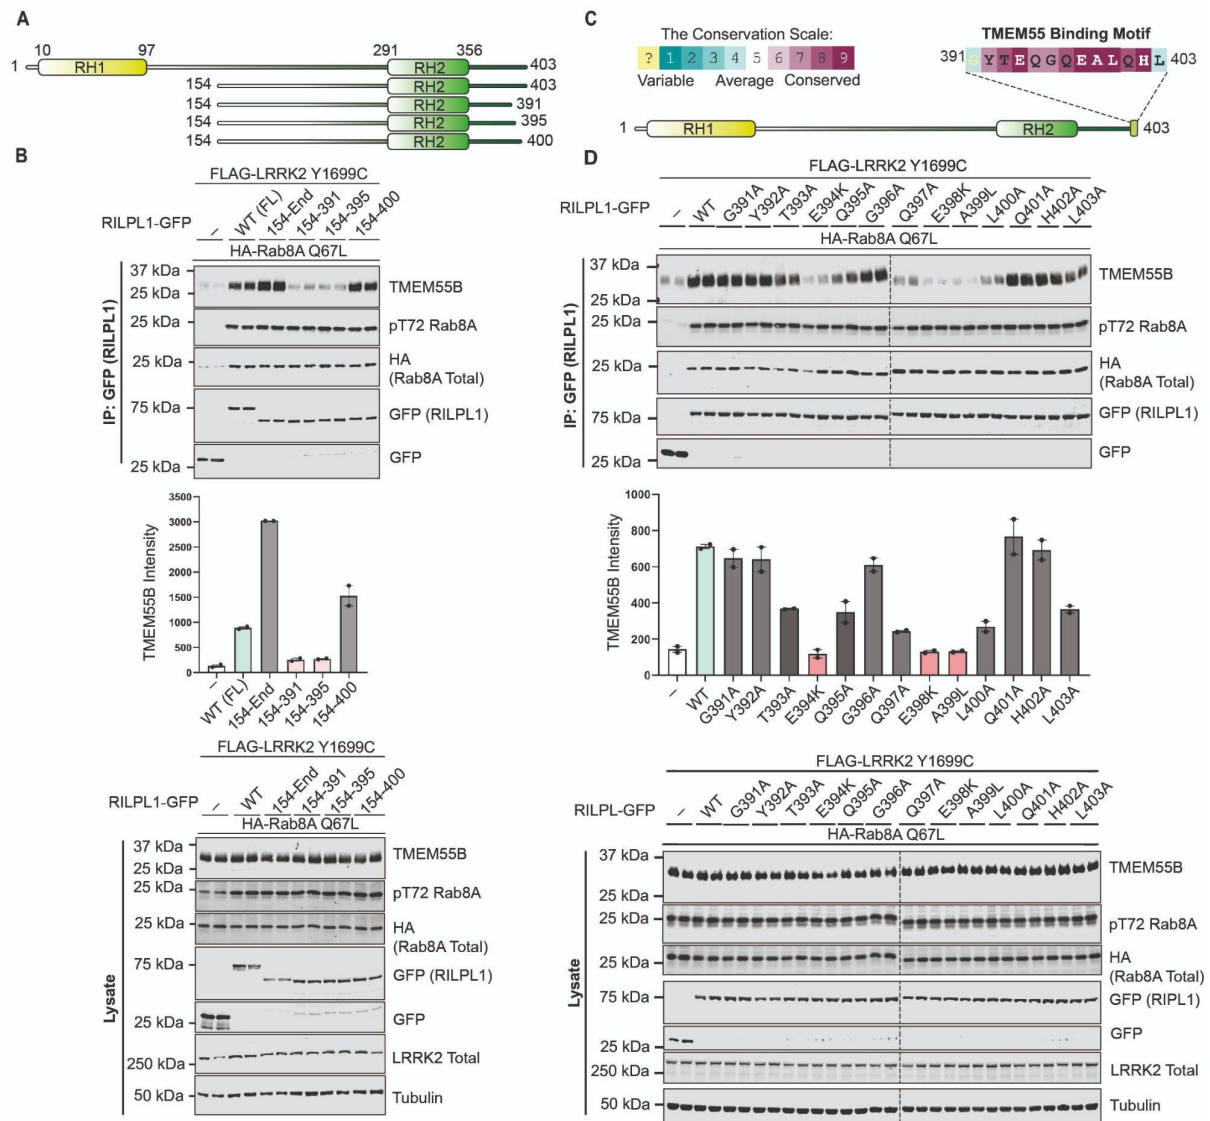 A
10 97 291 356
1 RH1 RH2 403
154 RH2 403
154 RH2 391
154 RH2 395
154 RH2 400
B
FLAG-LRRK2 Y1699C
RILPL1-GFP – WT (FL) 154-End 154-391 154-395 154-400
HA-Rab8A Q67L
IP: GFP (RILPL1)
37 kDa
25 kDa
TMEM55B
25 kDa
pT72 Rab8A
25 kDa
HA
(Rab8A Total)
75 kDa
GFP (RILPL1)
25 kDa
GFP
TMEM55B Intensity
3500
3000
2500
2000
1500
1000
500
0
– WT (FL) 154-End 154-391 154-395 154-400
FLAG-LRRK2 Y1699C
RILPL1-GFP – WT 154-End 154-391 154-395 154-400
HA-Rab8A Q67L
Lysate
37 kDa
25 kDa
TMEM55B
25 kDa
pT72 Rab8A
25 kDa
HA
(Rab8A Total)
75 kDa
GFP (RILPL1)
25 kDa
GFP
250 kDa
LRRK2 Total
50 kDa
Tubulin
C
The Conservation Scale:
? 1 2 3 4 5 6 7 8 9
Variable Average Conserved
TMEM55 Binding Motif
391 GYTEQGQEALQHL 403
1 RH1 RH2 403
D
FLAG-LRRK2 Y1699C
RILPL1-GFP – WT G391A Y392A T393A E394K Q395A G396A Q397A E398K A399L L400A Q401A H402A L403A
HA-Rab8A Q67L
IP: GFP (RILPL1)
37 kDa
25 kDa
TMEM55B
25 kDa
pT72 Rab8A
25 kDa
HA
(Rab8A Total)
75 kDa
GFP (RILPL1)
25 kDa
GFP
TMEM55B Intensity
1000
800
600
400
200
0
– WT G391A Y392A T393A E394K Q395A G396A Q397A E398K A399L L400A Q401A H402A L403A
FLAG-LRRK2 Y1699C
RILPL-GFP – WT G391A Y392A T393A E394K Q395A G396A Q397A E398K A399L L400A Q401A H402A L403A
HA-Rab8A Q67L
Lysate
37 kDa
25 kDa
TMEM55B
25 kDa
pT72 Rab8A
25 kDa
HA
(Rab8A Total)
75 kDa
GFP (RIPL1)
25 kDa
GFP
250 kDa
LRRK2 Total
50 kDa
Tubulin